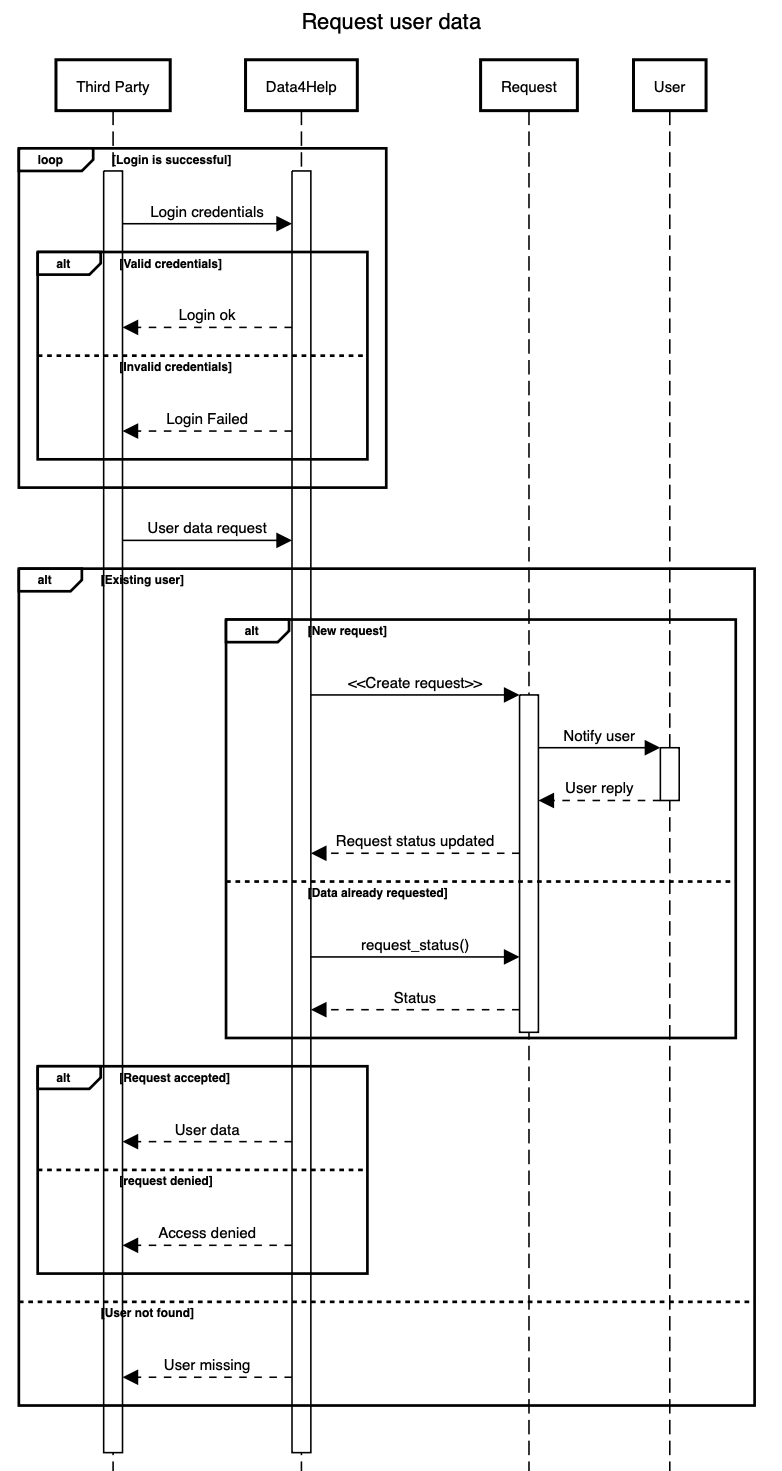 Request user data
Third Party
Data4Help
Request
User
loop
[Login is successful]
Login credentials
alt
[Valid credentials]
Login ok
[Invalid credentials]
Login Failed
User data request
alt
[Existing user]
alt
[New request]
<<Create request>>
Notify user
User reply
Request status updated
[Data already requested]
request_status()
Status
alt
[Request accepted]
User data
[request denied]
Access denied
[User not found]
User missing